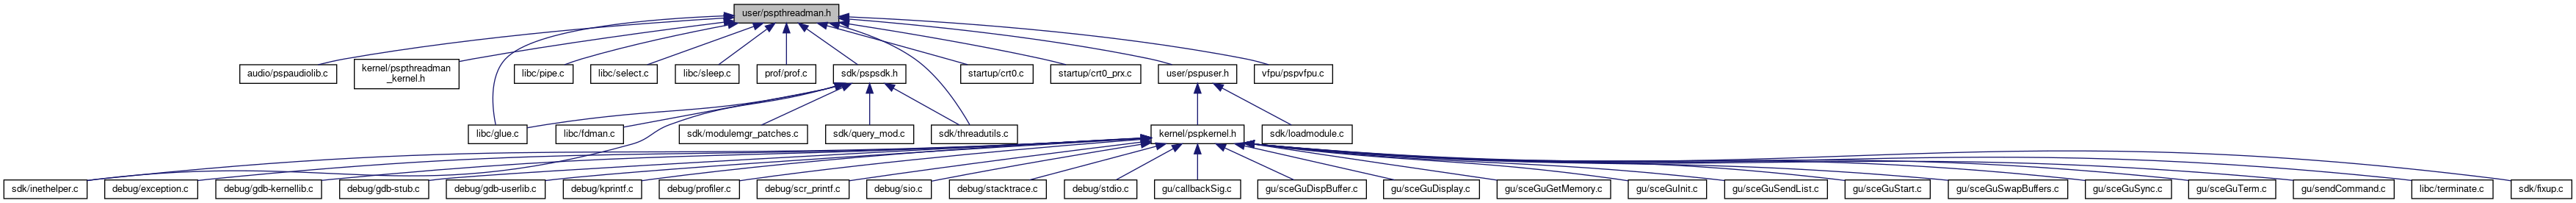 user/pspthreadman.h
audio/pspaudiolib.c
kernel/pspthreadman
_kernel.h
libc/pipe.c
libc/select.c
libc/sleep.c
prof/prof.c
sdk/pspsdk.h
startup/crt0.c
startup/crt0_prx.c
user/pspuser.h
vfpu/pspvfpu.c
libc/glue.c
libc/fdman.c
sdk/modulemgr_patches.c
sdk/query_mod.c
sdk/threadutils.c
kernel/pspkernel.h
sdk/loadmodule.c
sdk/inethelper.c
debug/exception.c
debug/gdb-kernellib.c
debug/gdb-stub.c
debug/gdb-userlib.c
debug/kprintf.c
debug/profiler.c
debug/scr_printf.c
debug/sio.c
debug/stacktrace.c
debug/stdio.c
gu/callbackSig.c
gu/sceGuDispBuffer.c
gu/sceGuDisplay.c
gu/sceGuGetMemory.c
gu/sceGuInit.c
gu/sceGuSendList.c
gu/sceGuStart.c
gu/sceGuSwapBuffers.c
gu/sceGuSync.c
gu/sceGuTerm.c
gu/sendCommand.c
libc/terminate.c
sdk/fixup.c